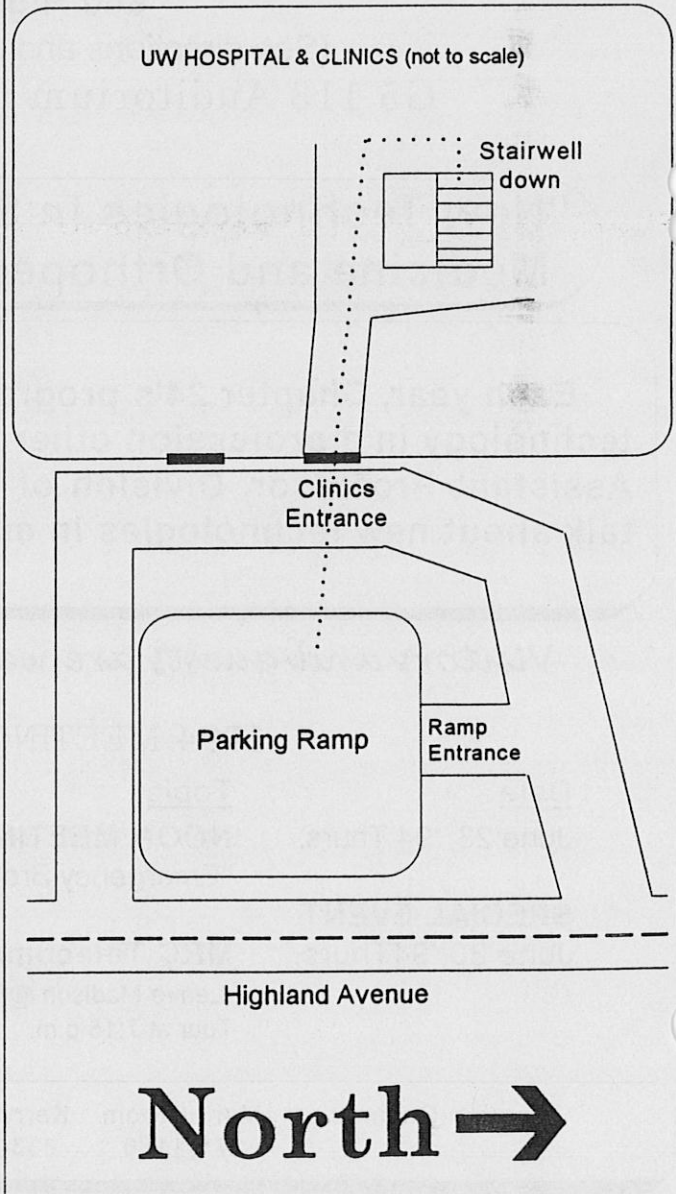 UW HOSPITAL & CLINICS (not to scale)
Stairwell
down
Clinics
Entrance
Parking Ramp
Ramp
Entrance
Highland Avenue
North